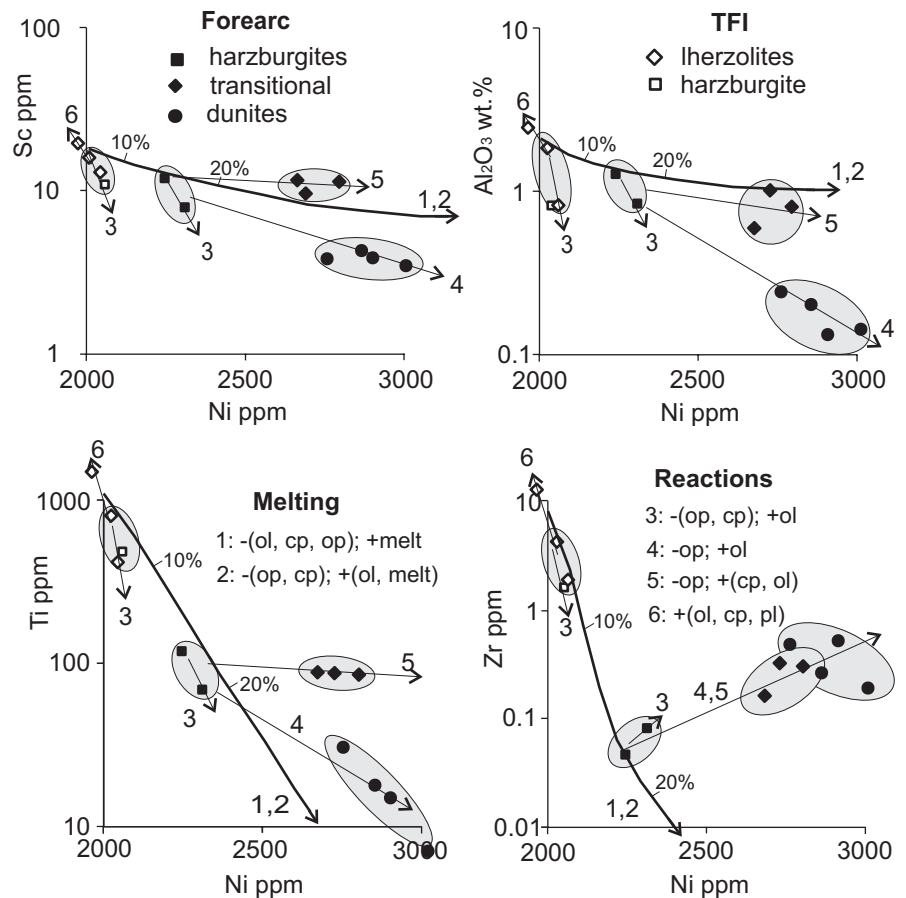 Forearc
harzburgites
transitional
dunites
Sc ppm
100
10
1
6
10%
20%
5
1,2
3
3
4
2000
2500
3000
Ni ppm
TFI
lherzolites
harzburgite
Al₂O₃ wt.%
10
1
0.1
6
10%
20%
1,2
5
3
3
4
2000
2500
3000
Ni ppm
Melting
1: -(ol, cp, op); +melt
2: -(op, cp); +(ol, melt)
Ti ppm
1000
100
10
6
10%
3
5
20%
3
4
1,2
2000
2500
3000
Ni ppm
Reactions
3: -(op, cp); +ol
4: -op; +ol
5: -op; +(cp, ol)
6: +(ol, cp, pl)
Zr ppm
10
1
0.1
0.01
6
3
10%
3
4,5
20%
1,2
2000
2500
3000
Ni ppm